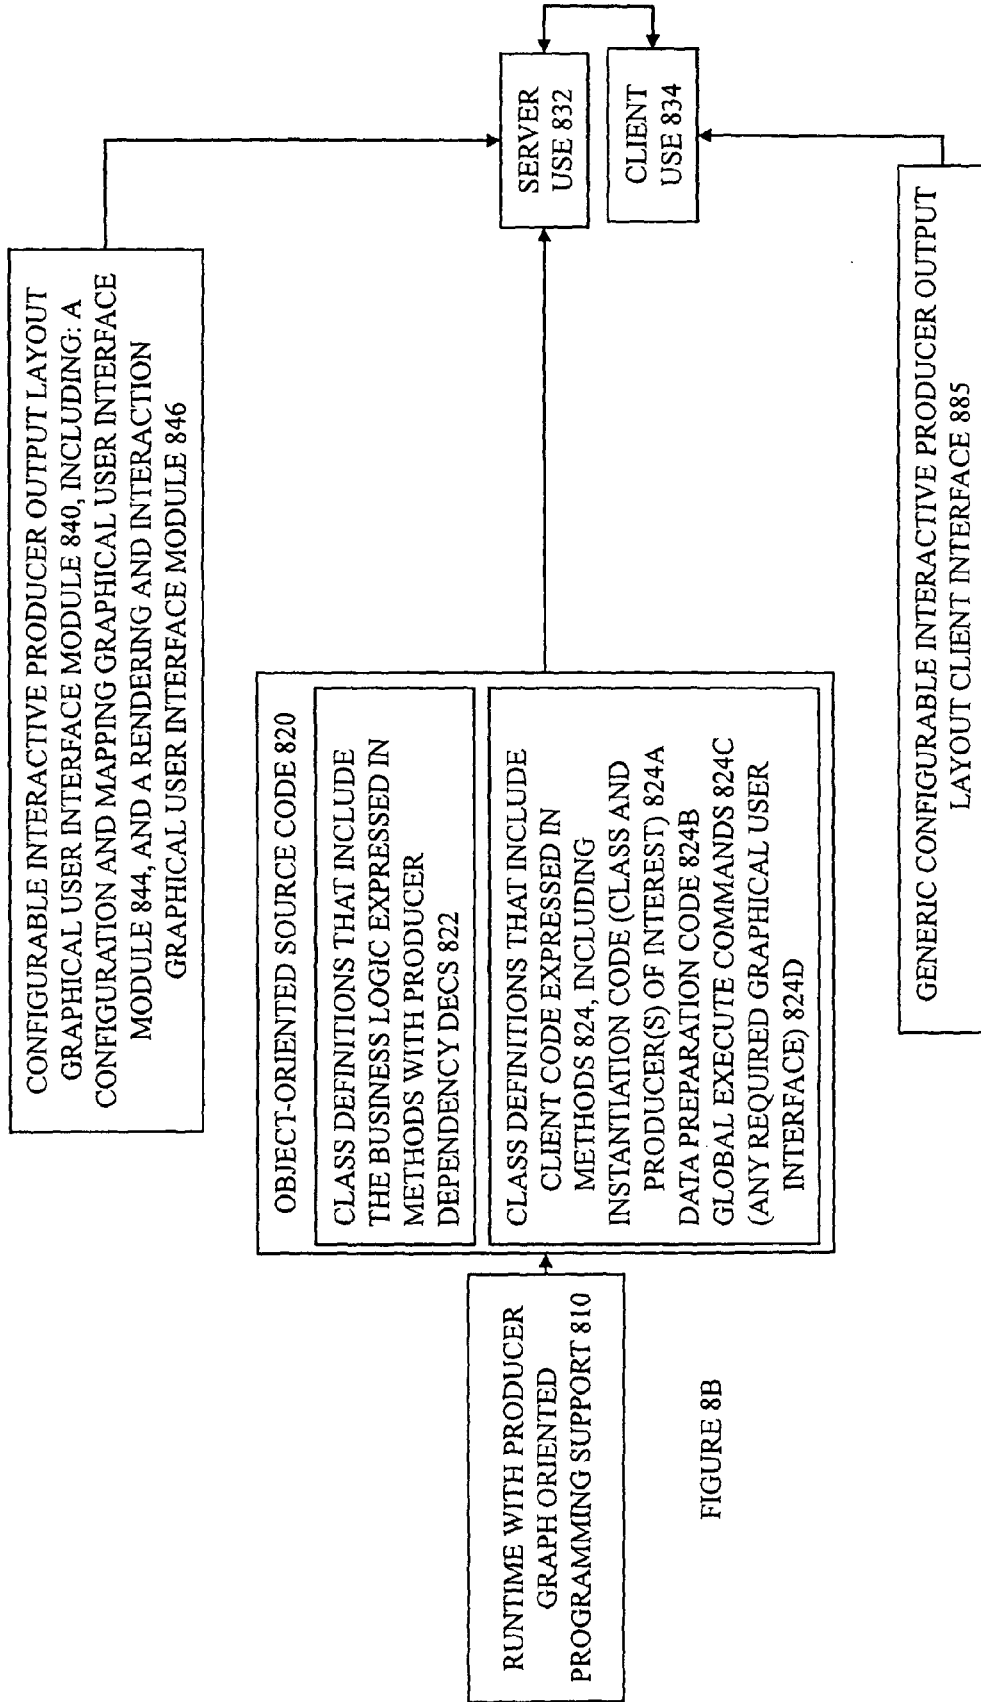 CONFIGURABLE INTERACTIVE PRODUCER OUTPUT LAYOUT
GRAPHICAL USER INTERFACE MODULE 840, INCLUDING: A
CONFIGURATION AND MAPPING GRAPHICAL USER INTERFACE
MODULE 844, AND A RENDERING AND INTERACTION
GRAPHICAL USER INTERFACE MODULE 846
OBJECT-ORIENTED SOURCE CODE 820
CLASS DEFINITIONS THAT INCLUDE
THE BUSINESS LOGIC EXPRESSED IN
METHODS WITH PRODUCER
DEPENDENCY DECS 822
CLASS DEFINITIONS THAT INCLUDE
CLIENT CODE EXPRESSED IN
METHODS 824, INCLUDING
INSTANTIATION CODE (CLASS AND
PRODUCER(S) OF INTEREST) 824A
DATA PREPARATION CODE 824B
GLOBAL EXECUTE COMMANDS 824C
(ANY REQUIRED GRAPHICAL USER
INTERFACE) 824D
RUNTIME WITH PRODUCER
GRAPH ORIENTED
PROGRAMMING SUPPORT 810
SERVER
USE 832
CLIENT
USE 834
GENERIC CONFIGURABLE INTERACTIVE PRODUCER OUTPUT
LAYOUT CLIENT INTERFACE 885
FIGURE 8B